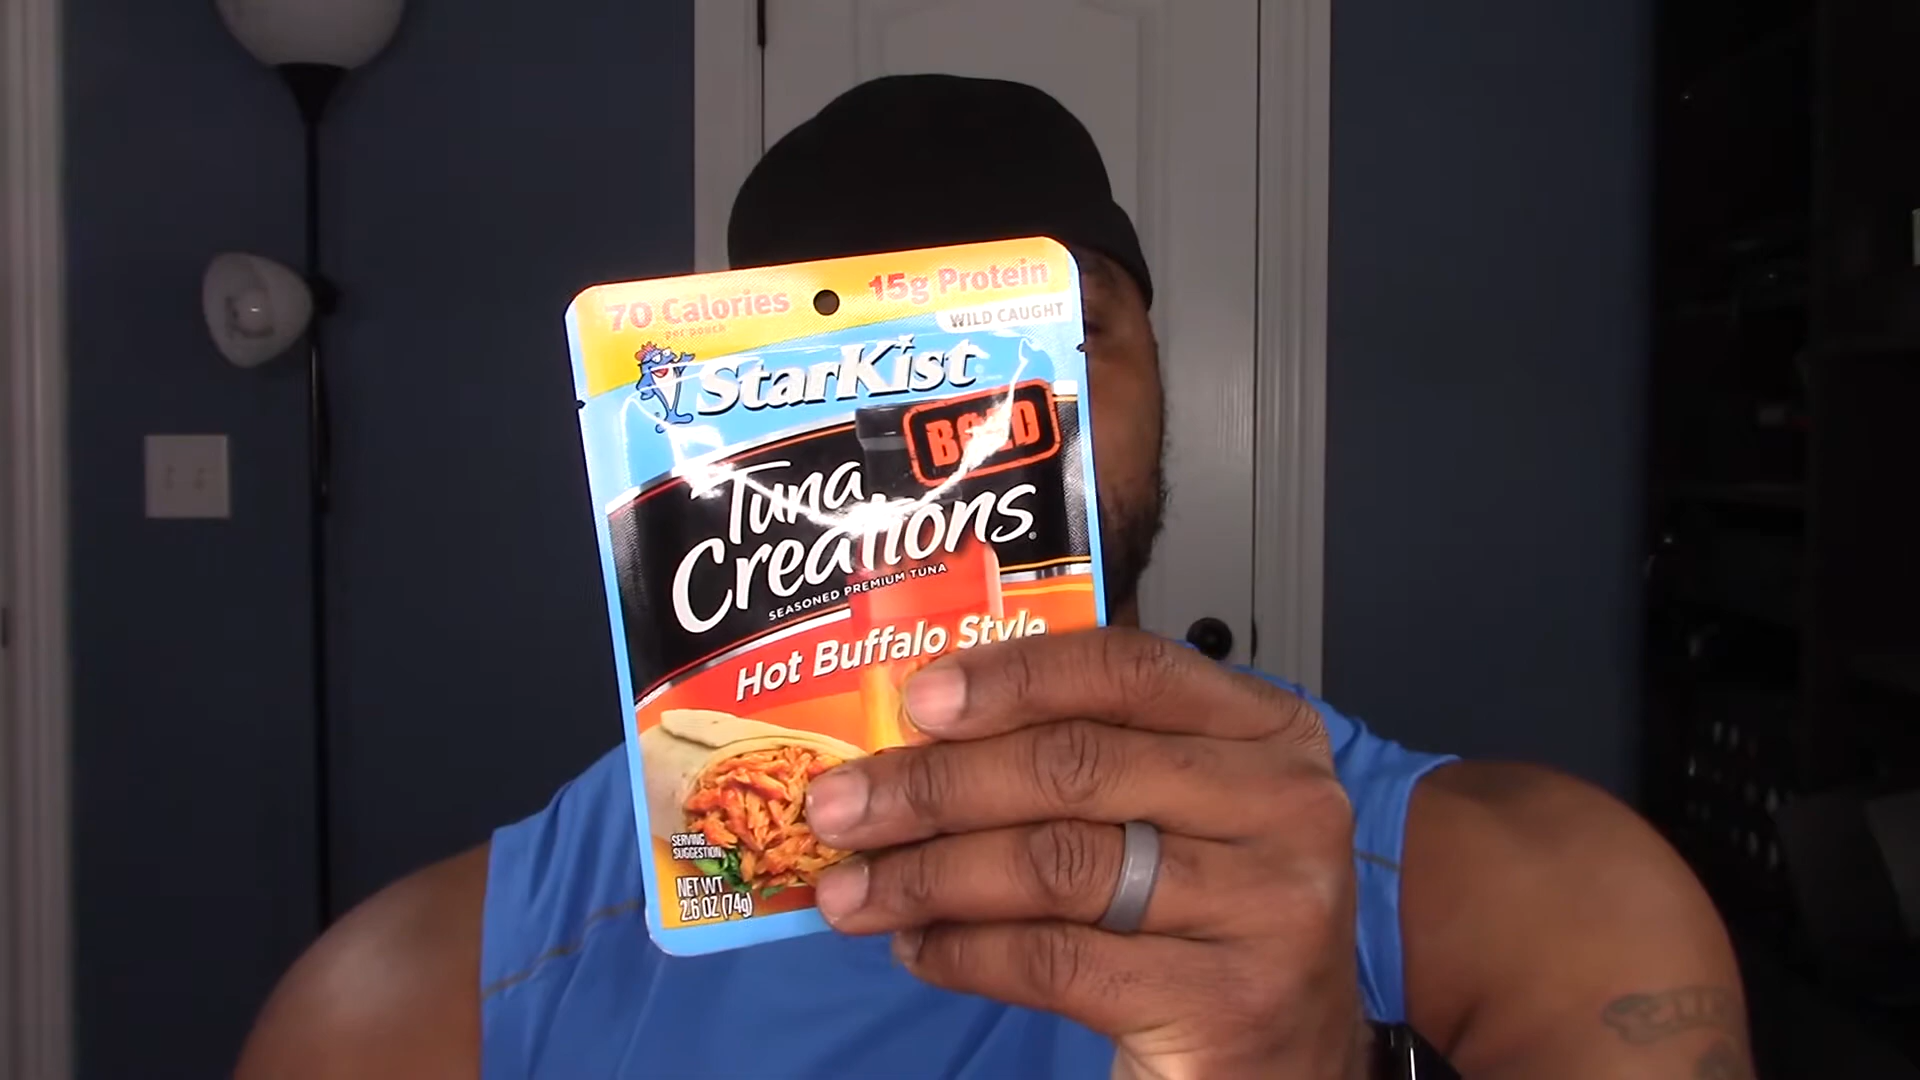 70 Calories
per pouch
15g Protein
WILD CAUGHT
StarKist
BOLD
Tuna
Creations
SEASONED PREMIUM TUNA
Hot Buffalo Style
SERVING
SUGGESTION
NET WT
2.6 OZ (74g)